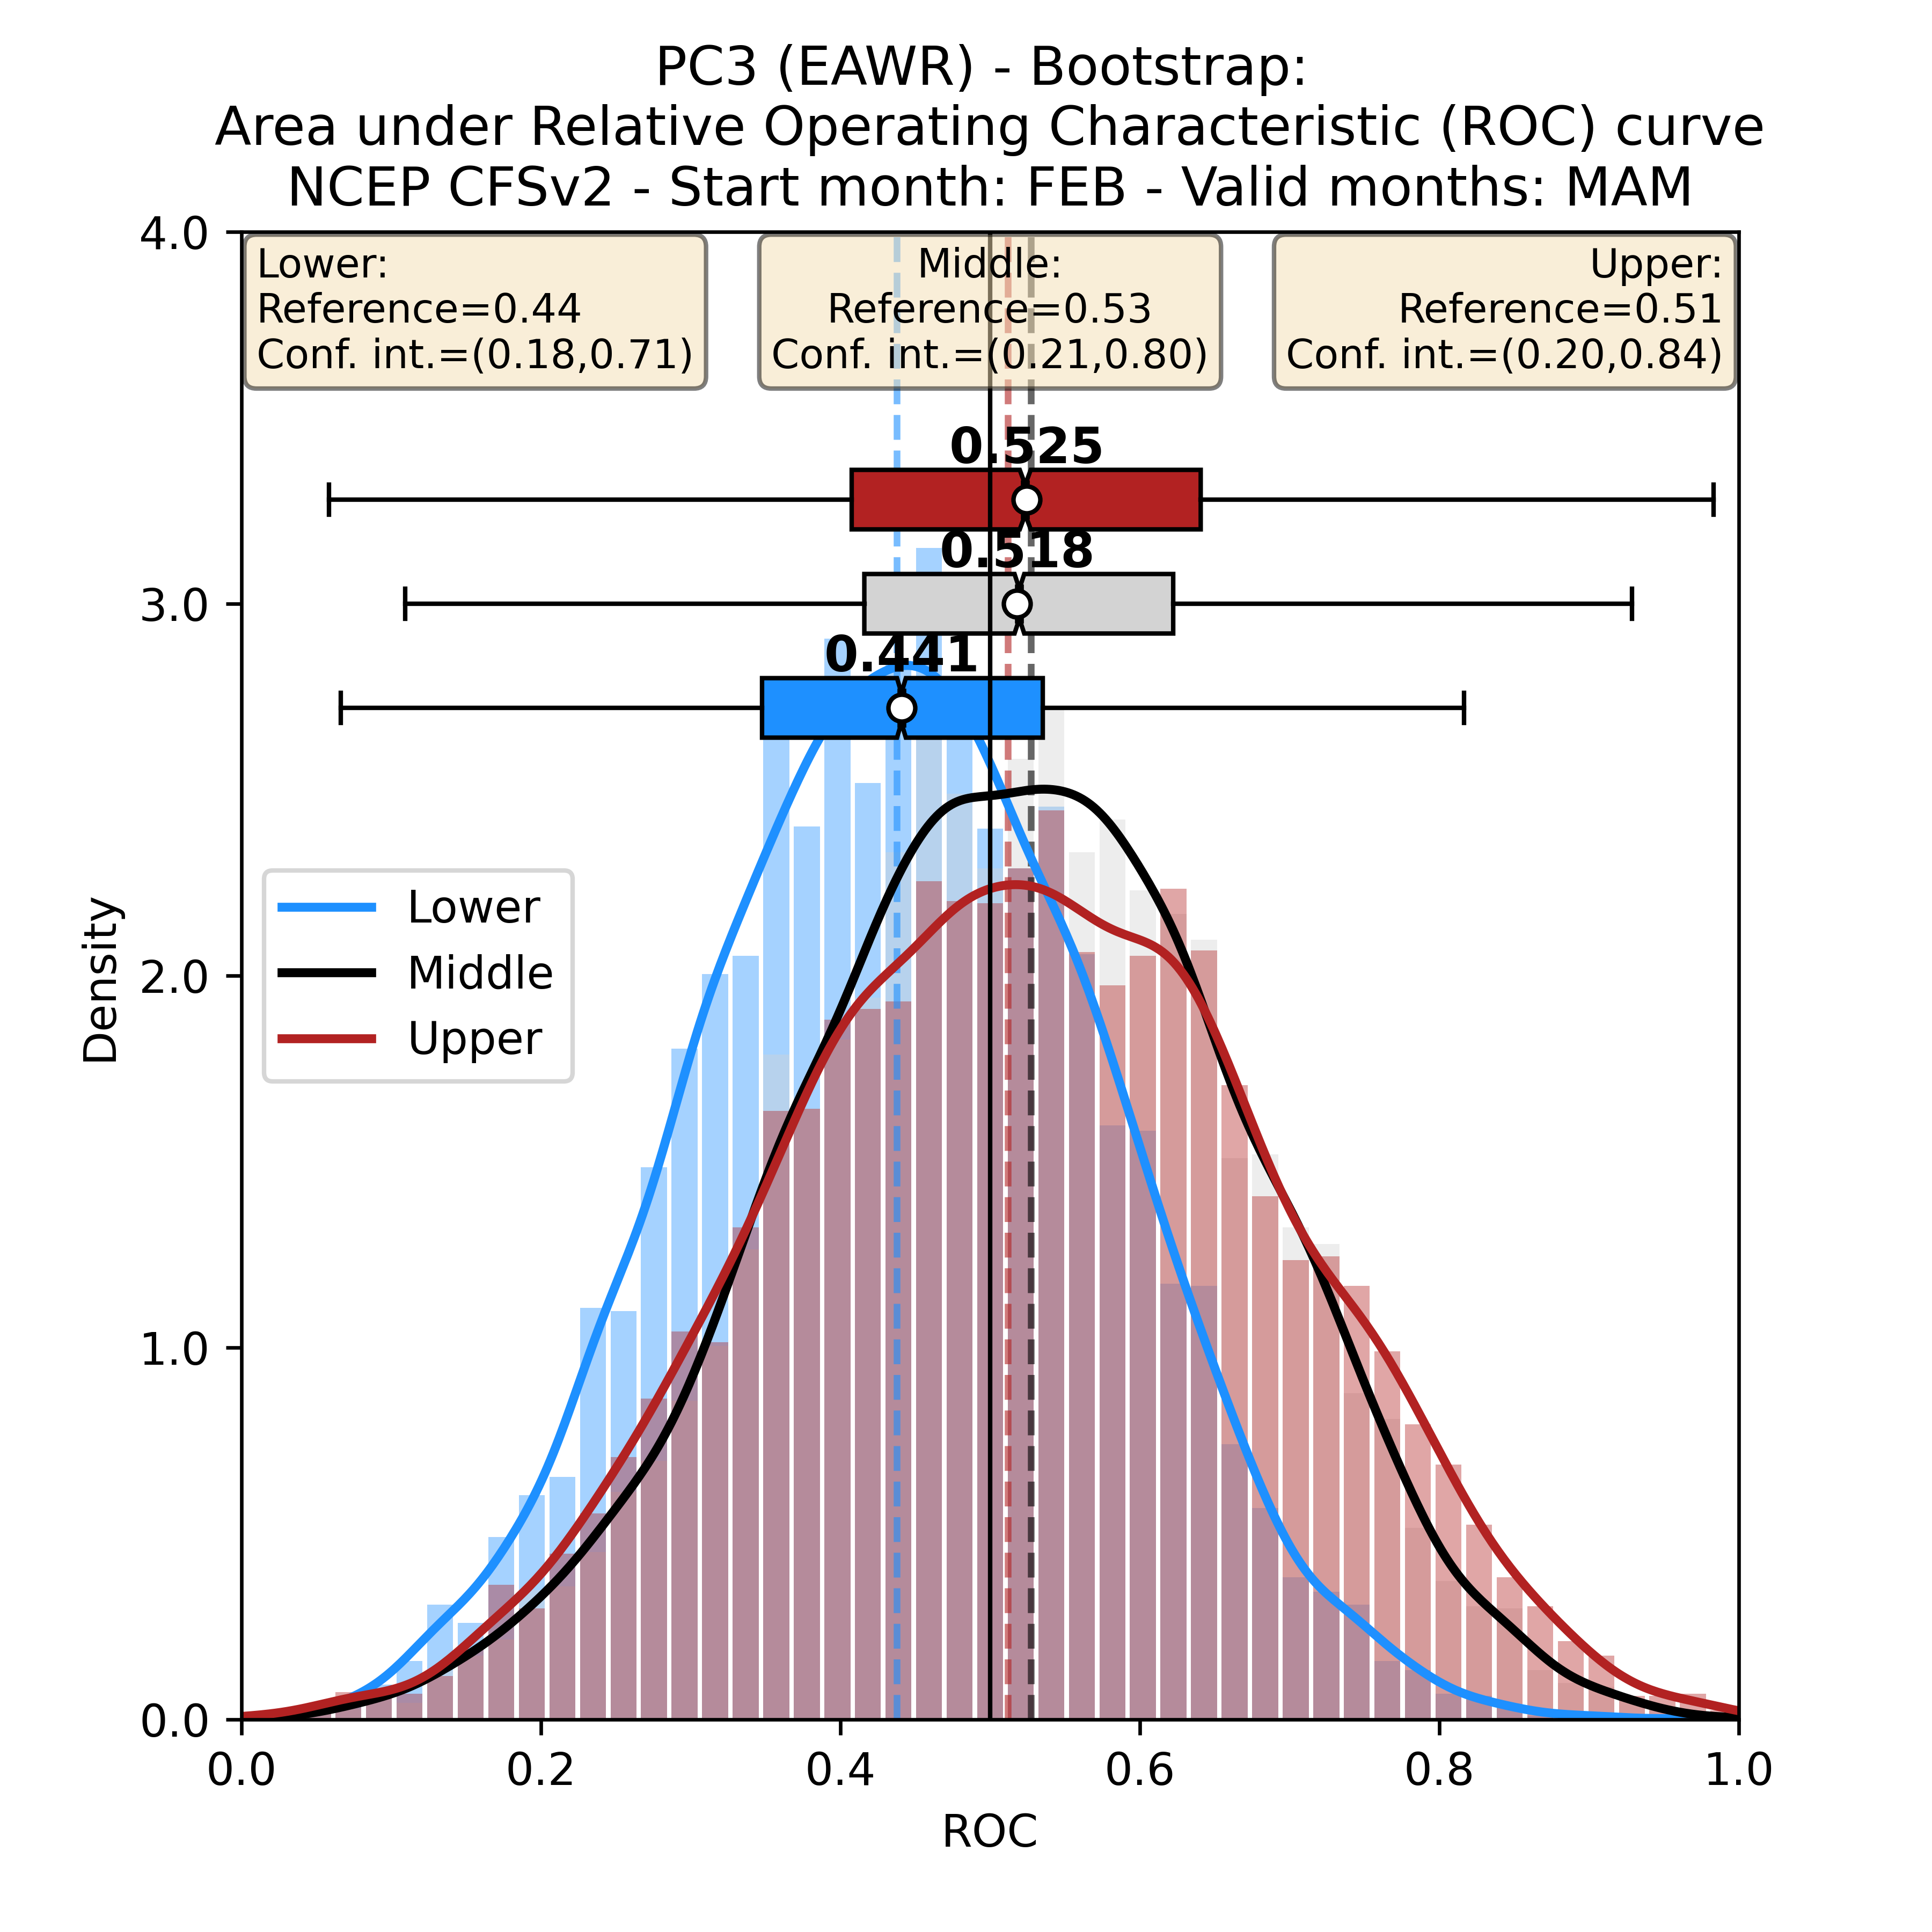 PC3 (EAWR) - Bootstrap:
Area under Relative Operating Characteristic (ROC) curve
NCEP CFSv2 - Start month: FEB - Valid months: MAM
4.0
Lower:
Reference=0.44
Conf. int.=(0.18,0.71)
Middle:
Reference=0.53
Conf. int.=(0.21,0.80)
Upper:
Reference=0.51
Conf. int.=(0.20,0.84)
0.525
0.518
3.0
0.441
Lower
Middle
Upper
Density
2.0
1.0
0.0
0.0
0.2
0.4
0.6
0.8
1.0
ROC